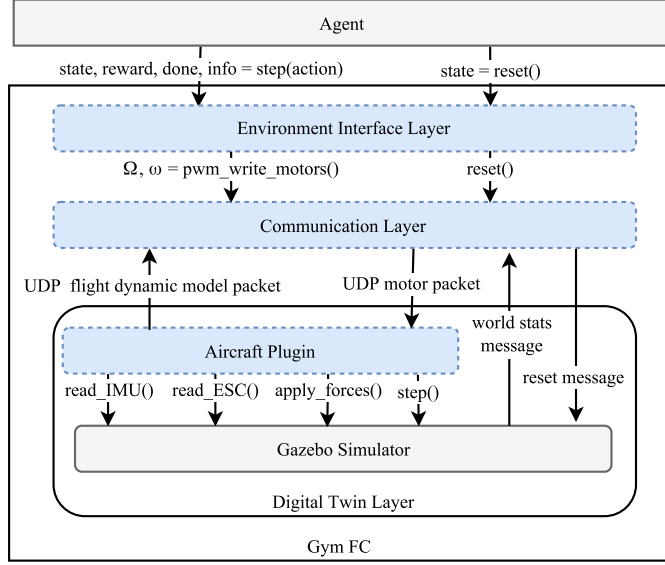 Agent
state, reward, done, info = step(action)
state = reset()
Environment Interface Layer
Ω, ω = pwm_write_motors()
reset()
Communication Layer
UDP flight dynamic model packet
UDP motor packet
world stats
message
Aircraft Plugin
reset message
read_IMU()
read_ESC()
apply_forces()
step()
Gazebo Simulator
Digital Twin Layer
Gym FC